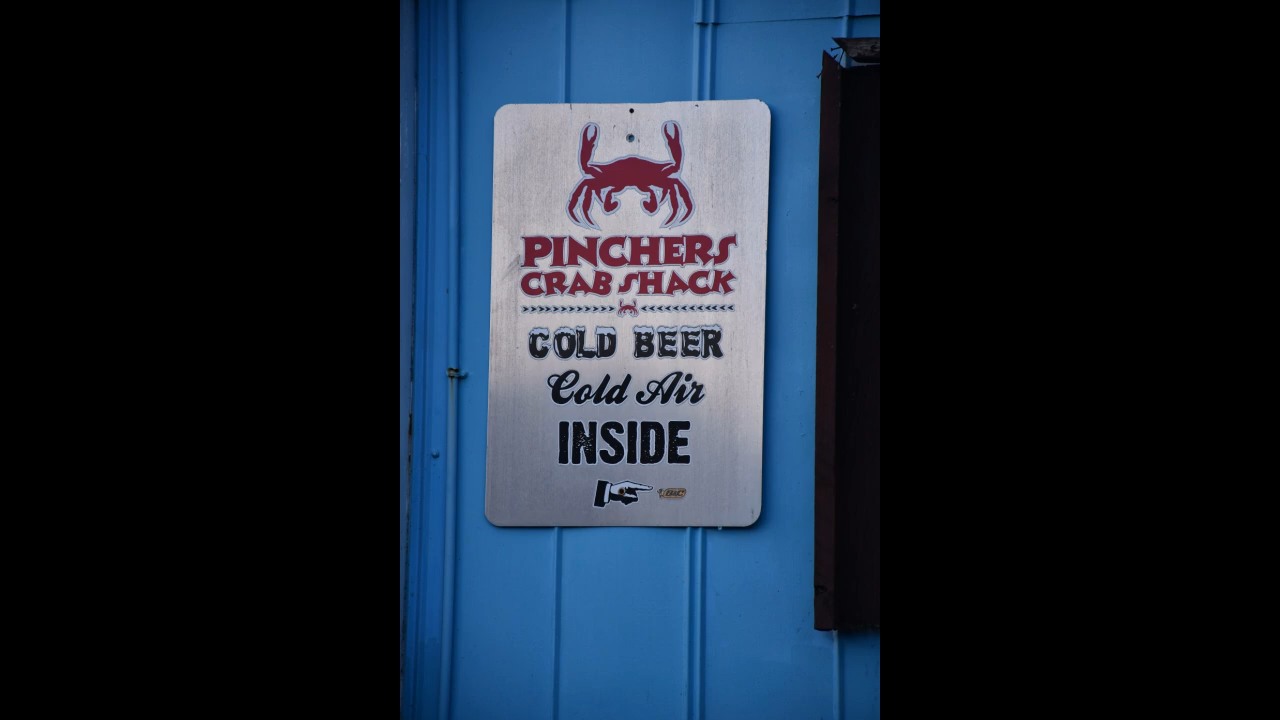 PINCHERS
CRAB SHACK
COLD BEER
Cold Air
INSIDE